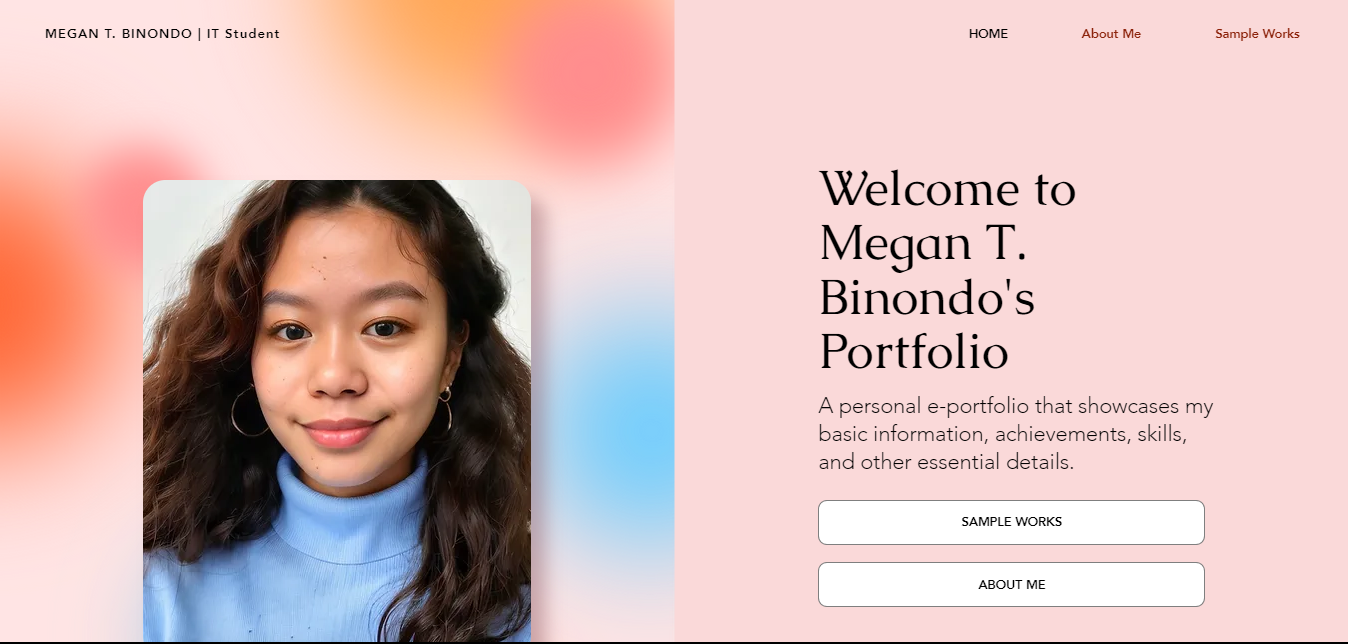 MEGAN T. BINONDO | IT Student
HOME
About Me
Sample Works
Welcome to
Megan T.
Binondo's
Portfolio
A personal e-portfolio that showcases my
basic information, achievements, skills,
and other essential details.
SAMPLE WORKS
ABOUT ME